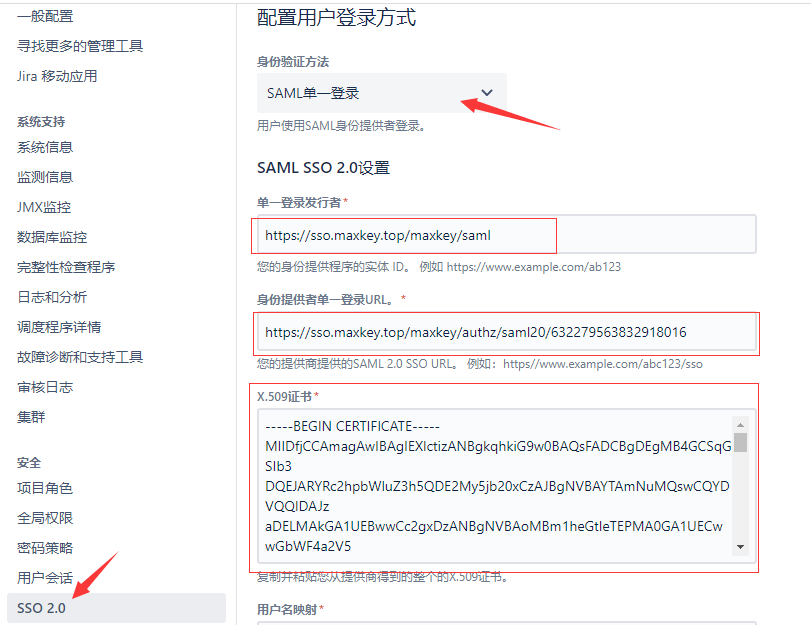 一般配置
寻找更多的管理工具
Jira 移动应用
系统支持
系统信息
监测信息
JMX监控
数据库监控
完整性检查程序
日志和分析
调度程序详情
故障诊断和支持工具
审核日志
集群
安全
项目角色
全局权限
密码策略
用户会话
SSO 2.0
配置用户登录方式
身份验证方法
SAML单一登录
用户使用SAML身份提供者登录。
SAML SSO 2.0设置
单一登录发行者*
https://sso.maxkey.top/maxkey/saml
您的身份提供程序的实体 ID。 例如 https://www.example.com/ab123
身份提供者单一登录URL。 *
https://sso.maxkey.top/maxkey/authz/saml20/632279563832918016
您的提供商提供的SAML 2.0 SSO URL。 例如：https//www.example.com/abc123/sso
X.509证书*
-----BEGIN CERTIFICATE-----
MIIDfjCCAmagAwIBAgIEXlctizANBgkqhkiG9w0BAQsFADCBgDEgMB4GCSqG
SIb3
DQEJARYRc2hpbWluZ3h5QDE2My5jb20xCzAJBgNVBAYTAmNuMQswCQYD
VQQIDAJz
aDELMAkGA1UEBwwCc2gxDzANBgNVBAoMBm1heGtleTEPMA0GA1UECw
wGbWF4a2V5
复制并粘贴您从提供商得到的整个的X.509证书。
用户名映射*